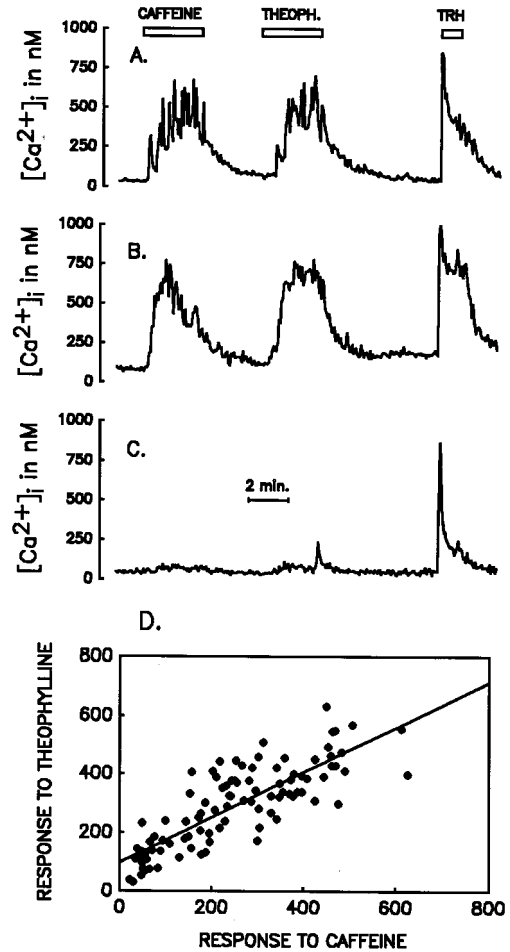 CAFFEINE THEOPH. TRH
A.
1000
750
500
250
0
[Ca2+]i in nM
B.
1000
750
500
250
0
[Ca2+]i in nM
C.
1000
750
500
250
0
[Ca2+]i in nM
2 min.
D.
800
600
400
200
0
RESPONSE TO THEOPHYLLINE
0 200 400 600 800
RESPONSE TO CAFFEINE